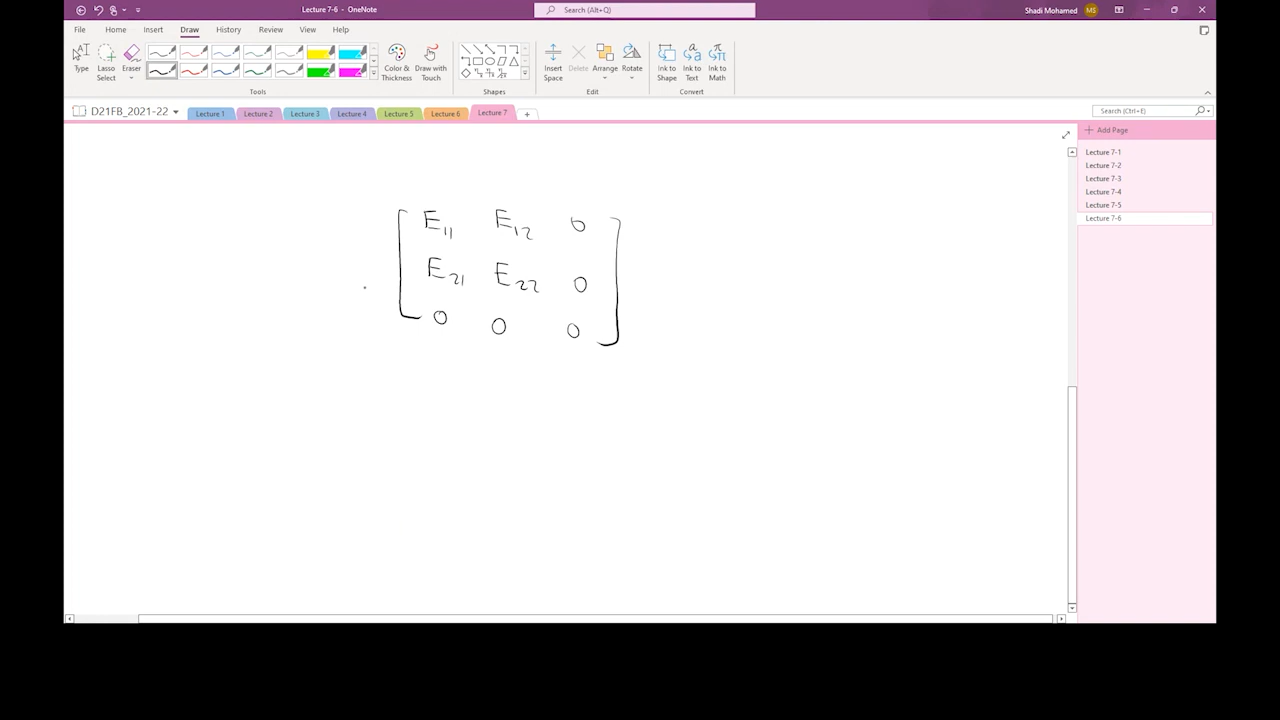 Lecture 7-6 - OneNote
Search (Alt+Q)
Shadi Mohamed MS
File Home Insert Draw History Review View Help
Type
Lasso Select
Eraser
Color & Thickness
Draw with Touch
Insert Space
Delete
Arrange
Rotate
Ink to Shape
Ink to Text
Ink to Math
Tools
Shapes
Edit
Convert
D21FB_2021-22
Lecture 1 Lecture 2 Lecture 3 Lecture 4 Lecture 5 Lecture 6 Lecture 7 +
Search (Ctrl+E)
Add Page
Lecture 7-1
Lecture 7-2
Lecture 7-3
Lecture 7-4
Lecture 7-5
Lecture 7-6
E11 E12 0
E21 E22 0
0 0 0